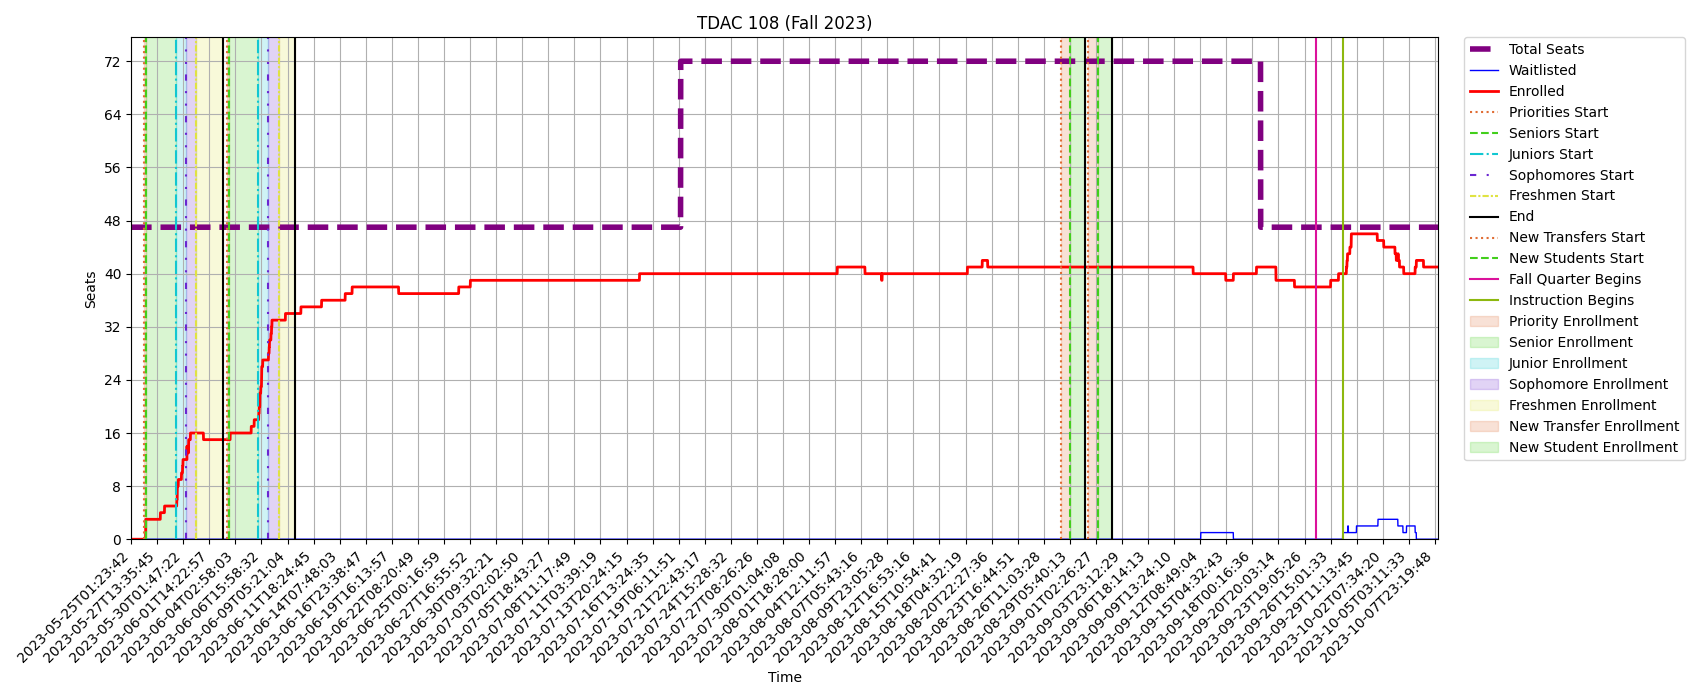 TDAC 108 (Fall 2023)
Seats
72
64
56
48
40
32
24
16
8
0
2023-05-25T01:23:42
2023-05-27T13:35:45
2023-05-30T01:47:22
2023-06-01T14:22:57
2023-06-04T02:58:03
2023-06-06T15:58:32
2023-06-09T05:21:04
2023-06-11T18:24:45
2023-06-14T07:48:03
2023-06-16T23:38:47
2023-06-19T16:13:57
2023-06-22T08:20:49
2023-06-25T00:16:59
2023-06-27T16:55:52
2023-06-30T09:32:21
2023-07-03T02:02:50
2023-07-05T18:43:27
2023-07-08T11:17:49
2023-07-11T03:39:19
2023-07-13T20:24:15
2023-07-16T13:24:35
2023-07-19T06:11:51
2023-07-21T22:43:17
2023-07-24T15:28:32
2023-07-27T08:26:26
2023-07-30T01:04:08
2023-08-01T18:28:00
2023-08-04T12:11:57
2023-08-07T05:43:16
2023-08-09T23:05:28
2023-08-12T16:53:16
2023-08-15T10:54:41
2023-08-18T04:32:19
2023-08-20T22:27:36
2023-08-23T16:44:51
2023-08-26T11:03:28
2023-08-29T05:40:13
2023-09-01T02:26:27
2023-09-03T23:12:29
2023-09-06T18:14:13
2023-09-09T13:24:10
2023-09-12T08:49:04
2023-09-15T04:32:43
2023-09-18T00:16:36
2023-09-20T20:03:14
2023-09-23T19:05:26
2023-09-26T15:01:33
2023-09-29T11:13:45
2023-10-02T07:34:20
2023-10-05T03:11:33
2023-10-07T23:19:48
Time
Total Seats
Waitlisted
Enrolled
Priorities Start
Seniors Start
Juniors Start
Sophomores Start
Freshmen Start
End
New Transfers Start
New Students Start
Fall Quarter Begins
Instruction Begins
Priority Enrollment
Senior Enrollment
Junior Enrollment
Sophomore Enrollment
Freshmen Enrollment
New Transfer Enrollment
New Student Enrollment